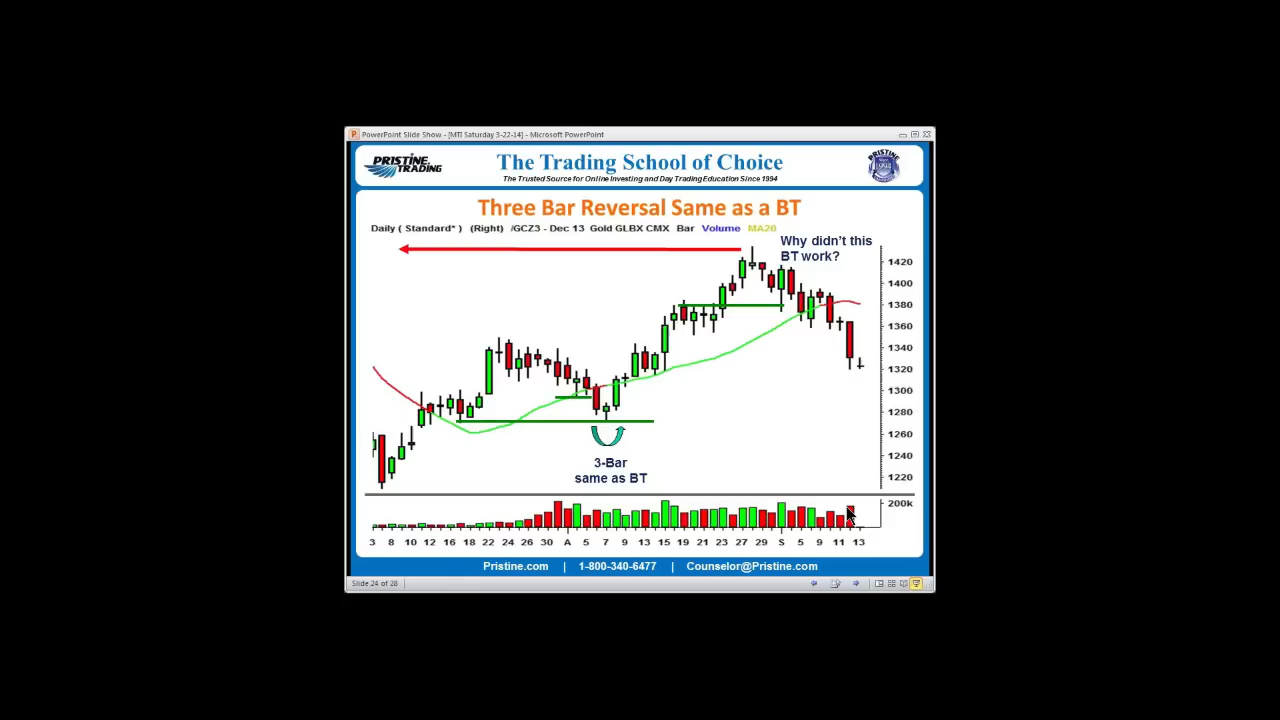 PowerPoint Slide Show - [MTI Saturday 3-22-14] - Microsoft PowerPoint
PRISTINE TRADING
The Trading School of Choice
The Trusted Source for Online Investing and Day Trading Education Since 1994
PRISTINE
1994
Three Bar Reversal Same as a BT
Daily ( Standard* ) (Right) /GCZ3 - Dec 13 Gold GLBX CMX Bar Volume MA20
Why didn't this
BT work?
1420
1400
1380
1360
1340
1320
1300
1280
1260
1240
1220
3-Bar
same as BT
200k
3 8 10 12 16 18 22 24 26 30 A 5 7 9 13 15 19 21 23 27 29 S 5 9 11 13
Pristine.com | 1-800-340-6477 | Counselor@Pristine.com
Slide 24 of 28